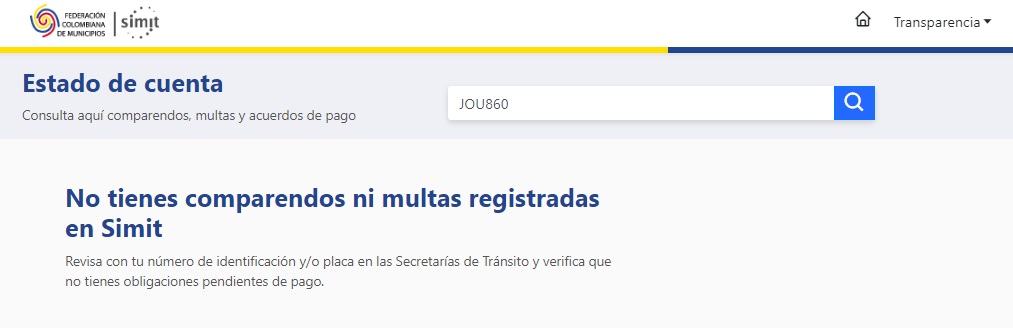 FEDERACIÓN
COLOMBIANA
DE MUNICIPIOS
simit
Transparencia
Estado de cuenta
Consulta aquí comparendos, multas y acuerdos de pago
JOU860
No tienes comparendos ni multas registradas
en Simit
Revisa con tu número de identificación y/o placa en las Secretarías de Tránsito y verifica que
no tienes obligaciones pendientes de pago.